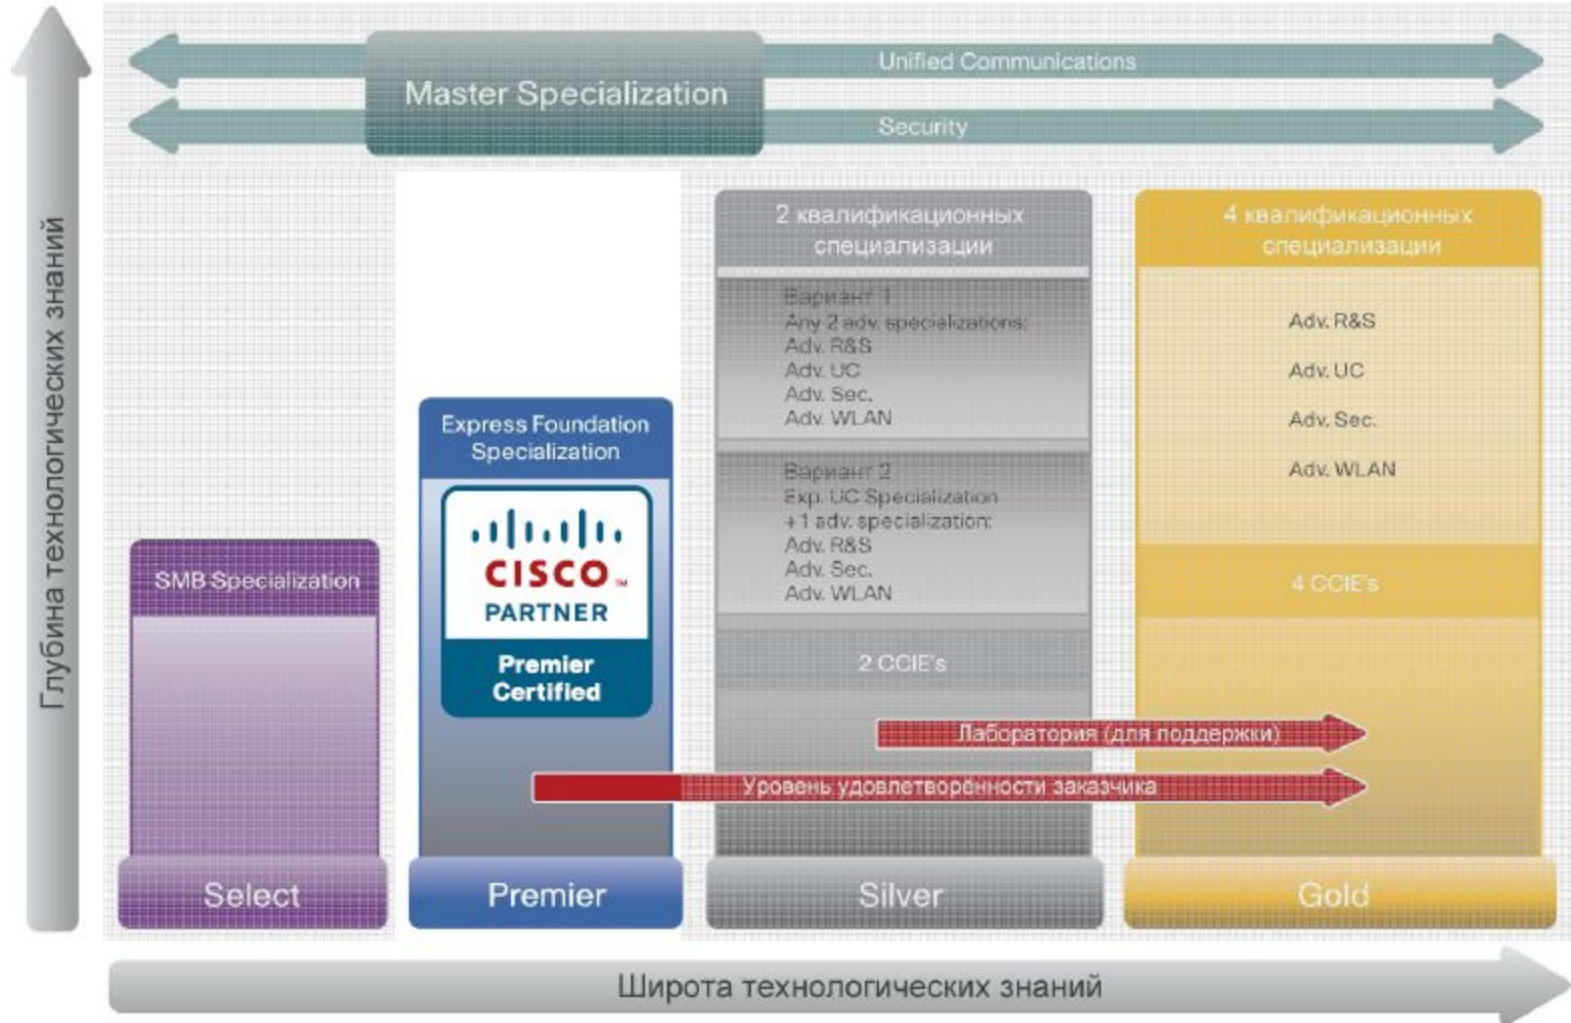 Unified Communications
Master Specialization
Security
Глубина технологических знаний
SMB Specialization
Select
Express Foundation
Specialization
CISCO™
PARTNER
Premier
Certified
Premier
2 квалификационных
специализации
Вариант 1
Any 2 adv. specializations:
Adv. R&S
Adv. UC
Adv. Sec.
Adv. WLAN
Вариант 2
Exp. UC Specialization
+1 adv. specialization:
Adv. R&S
Adv. Sec.
Adv. WLAN
2 CCIE's
Silver
4 квалификационных
специализации
Adv. R&S
Adv. UC
Adv. Sec.
Adv. WLAN
4 CCIE's
Gold
Лаборатория (для поддержки)
Уровень удовлетворённости заказчика
Широта технологических знаний